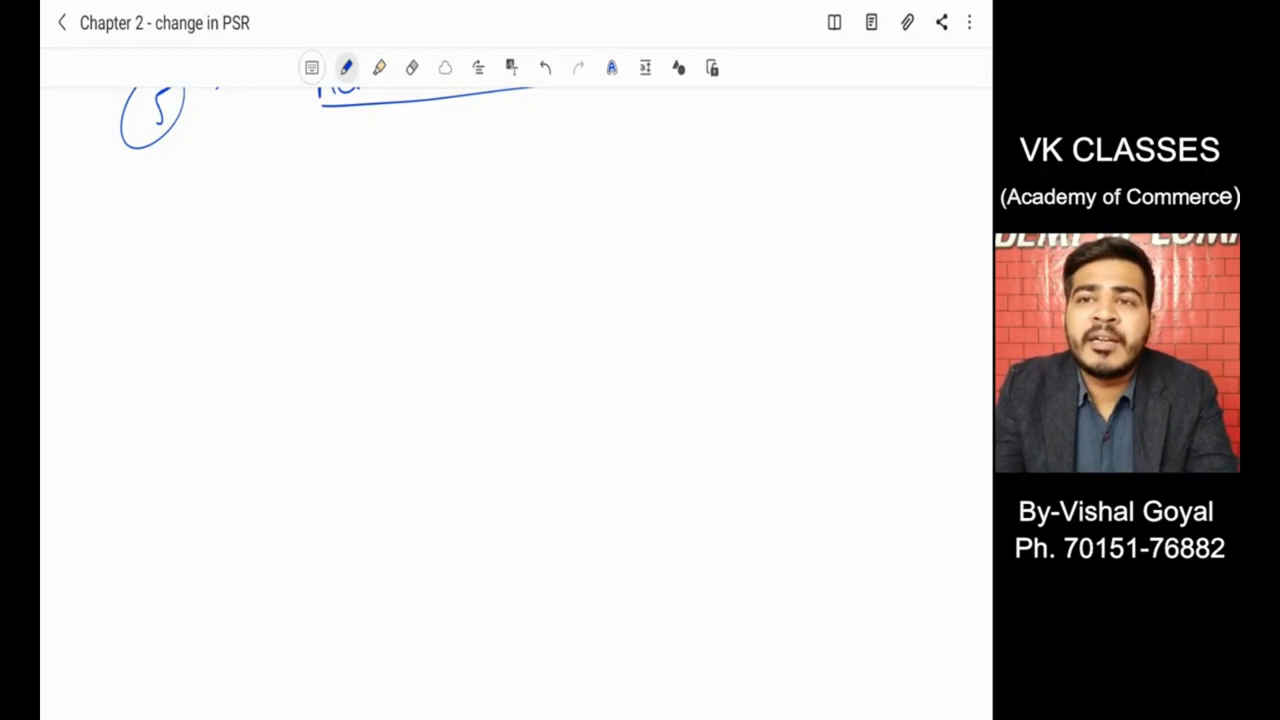 Chapter 2 - change in PSR
5
VK CLASSES
(Academy of Commerce)
By-Vishal Goyal
Ph. 70151-76882